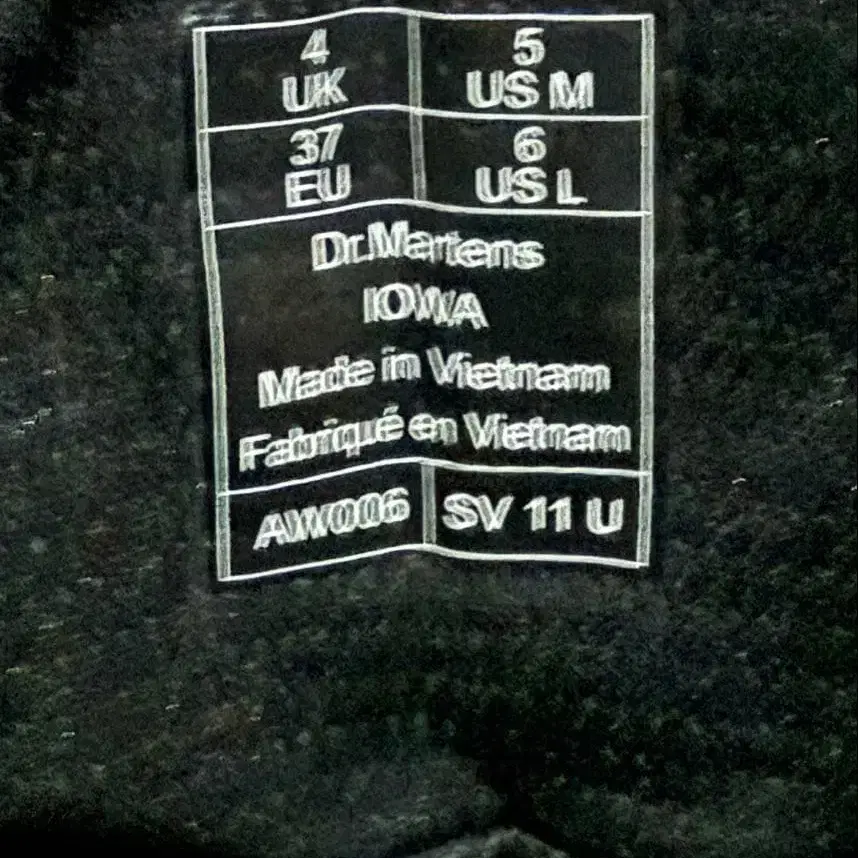 4 5
UK US M
37 6
EU US L
Dr.Martens
IOWA
Made in Vietnam
Fabriqué en Vietnam
AW006 SV 11 U